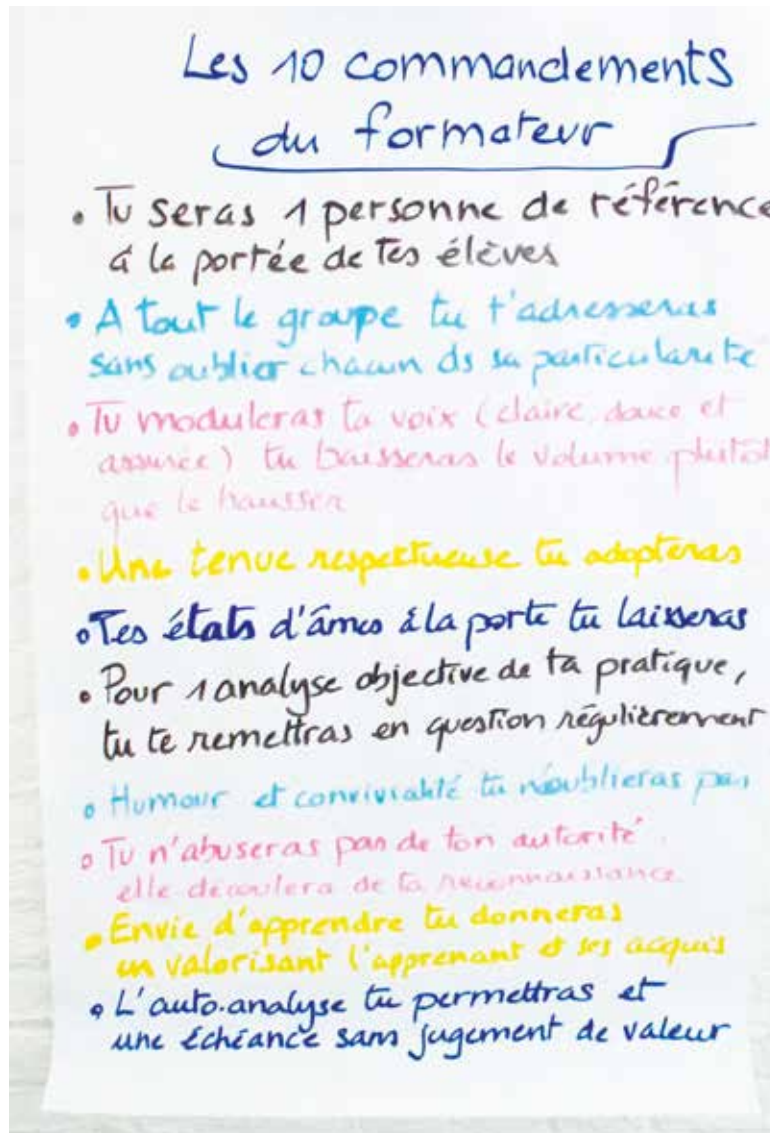 Les 10 commandements
du formateur
• Tu seras 1 personne de référence
à la portée de tes élèves
• A tout le groupe tu t'adresseras
sans oublier chacun ds sa particularité
• Tu moduleras ta voix (claire, douce et
assurée) tu baisseras le volume plutôt
que le hausser
• Une tenue respectueuse tu adopteras
• Tes états d'âmes à la porte tu laisseras
• Pour 1 analyse objective de ta pratique,
tu te remettras en question régulièrement
• Humour et convivialité tu n'oublieras pas
• Tu n'abuseras pas de ton autorité,
elle découlera de ta reconnaissance.
• Envie d'apprendre tu donneras
en valorisant l'apprenant et ses acquis
• L'auto-analyse tu permettras et
une échéance sans jugement de valeur